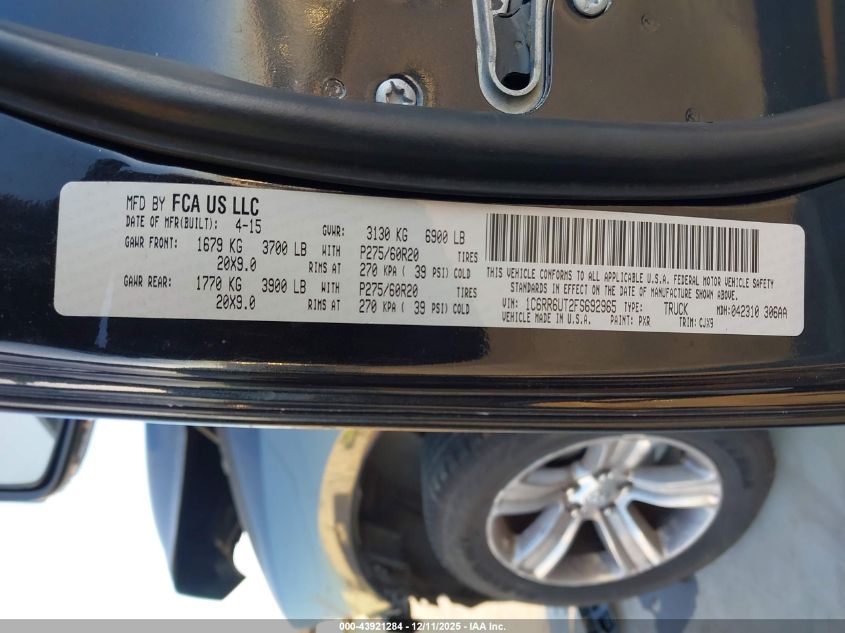 MFD BY FCA US LLC
DATE OF MFR(BUILT): 4-15 GVWR: 3130 KG 6900 LB
GAWR FRONT: 1679 KG 3700 LB WITH P275/60R20 TIRES
20X9.0 RIMS AT 270 KPA ( 39 PSI) COLD
GAWR REAR: 1770 KG 3900 LB WITH P275/60R20 TIRES
20X9.0 RIMS AT 270 KPA ( 39 PSI) COLD
THIS VEHICLE CONFORMS TO ALL APPLICABLE U.S.A. FEDERAL MOTOR VEHICLE SAFETY
STANDARDS IN EFFECT ON THE DATE OF MANUFACTURE SHOWN ABOVE.
VIN: 1C6RR6UT2FS692965 TYPE: TRUCK MDH:042310 306AA
VEHICLE MADE IN U.S.A. PAINT: PXR TRIM: CJX9
000-43921284 - 12/11/2025 - IAA Inc.